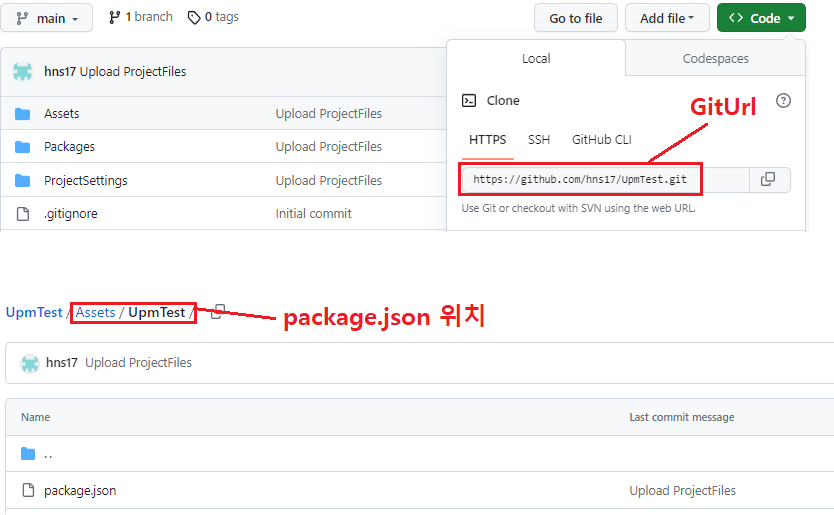 main 1 branch 0 tags Go to file Add file Code
hns17 Upload ProjectFiles
Local Codespaces
Assets Upload ProjectFiles
Clone
GitUrl
Packages Upload ProjectFiles
HTTPS SSH GitHub CLI
ProjectSettings Upload ProjectFiles
https://github.com/hns17/UpmTest.git
.gitignore Initial commit
Use Git or checkout with SVN using the web URL.
UpmTest / Assets / UpmTest /
package.json 위치
hns17 Upload ProjectFiles
Name Last commit message
..
package.json Upload ProjectFiles